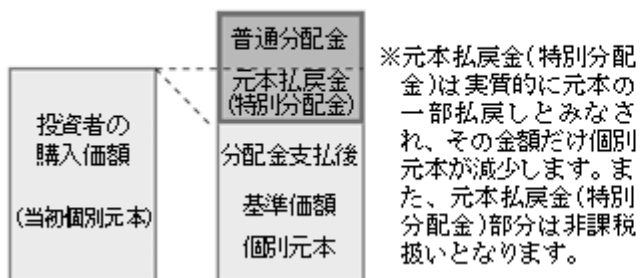 投資者の
購入価額
(当初個別元本)
普通分配金
元本払戻金
(特別分配金)
分配金支払後
基準価額
個別元本
※元本払戻金(特別分配
金)は実質的に元本の
一部払戻しとみなさ
れ、その金額だけ個別
元本が減少します。ま
た、元本払戻金(特別
分配金)部分は非課税
扱いとなります。